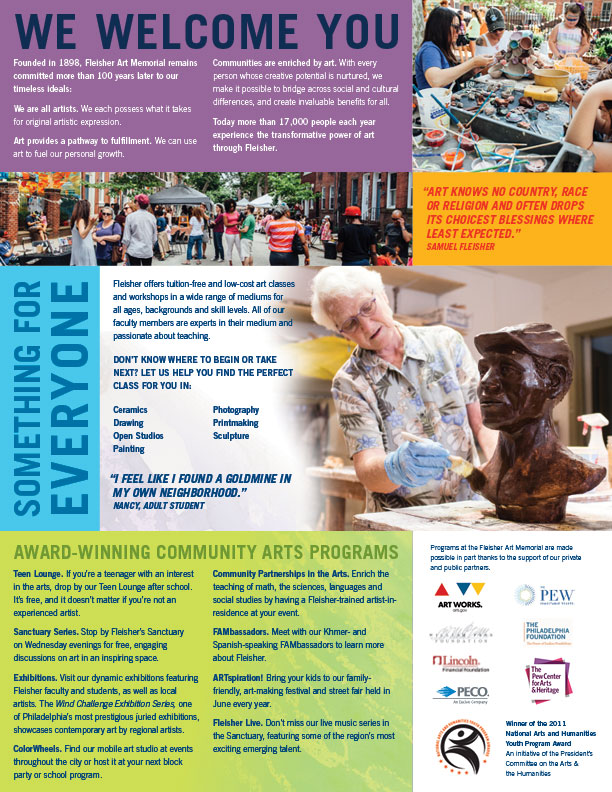 WE WELCOME YOU
Founded in 1898, Fleisher Art Memorial remains
committed more than 100 years later to our
timeless ideals:
We are all artists. We each possess what it takes
for original artistic expression.
Art provides a pathway to fulfillment. We can use
art to fuel our personal growth.
Communities are enriched by art. With every
person whose creative potential is nurtured, we
make it possible to bridge across social and cultural
differences, and create invaluable benefits for all.
Today more than 17,000 people each year
experience the transformative power of art
through Fleisher.
“ART KNOWS NO COUNTRY, RACE
OR RELIGION AND OFTEN DROPS
ITS CHOICEST BLESSINGS WHERE
LEAST EXPECTED.”
SAMUEL FLEISHER
SOMETHING FOR
EVERYONE
Fleisher offers tuition-free and low-cost art classes
and workshops in a wide range of mediums for
all ages, backgrounds and skill levels. All of our
faculty members are experts in their medium and
passionate about teaching.
DON’T KNOW WHERE TO BEGIN OR TAKE
NEXT? LET US HELP YOU FIND THE PERFECT
CLASS FOR YOU IN:
Ceramics
Drawing
Open Studios
Painting
Photography
Printmaking
Sculpture
“I FEEL LIKE I FOUND A GOLDMINE IN
MY OWN NEIGHBORHOOD.”
NANCY, ADULT STUDENT
AWARD-WINNING COMMUNITY ARTS PROGRAMS
Teen Lounge. If you’re a teenager with an interest
in the arts, drop by our Teen Lounge after school.
It’s free, and it doesn’t matter if you’re not an
experienced artist.
Sanctuary Series. Stop by Fleisher’s Sanctuary
on Wednesday evenings for free, engaging
discussions on art in an inspiring space.
Exhibitions. Visit our dynamic exhibitions featuring
Fleisher faculty and students, as well as local
artists. The Wind Challenge Exhibition Series, one
of Philadelphia’s most prestigious juried exhibitions,
showcases contemporary art by regional artists.
ColorWheels. Find our mobile art studio at events
throughout the city or host it at your next block
party or school program.
Community Partnerships in the Arts. Enrich the
teaching of math, the sciences, languages and
social studies by having a Fleisher-trained artist-in-
residence at your event.
FAMbassadors. Meet with our Khmer- and
Spanish-speaking FAMbassadors to learn more
about Fleisher.
ARTspiration! Bring your kids to our family-
friendly, art-making festival and street fair held in
June every year.
Fleisher Live. Don’t miss our live music series in
the Sanctuary, featuring some of the region’s most
exciting emerging talent.
Programs at the Fleisher Art Memorial are made
possible in part thanks to the support of our private
and public partners.
ART WORKS.
arts.gov
PEW
WILLIAM PENN
FOUNDATION
THE
PHILADELPHIA
FOUNDATION
Lincoln
Financial Foundation
The
Pew Center
for Arts
& Heritage
PECO.
An Exelon Company
Winner of the 2011
National Arts and Humanities
Youth Program Award
An initiative of the President’s
Committee on the Arts &
the Humanities